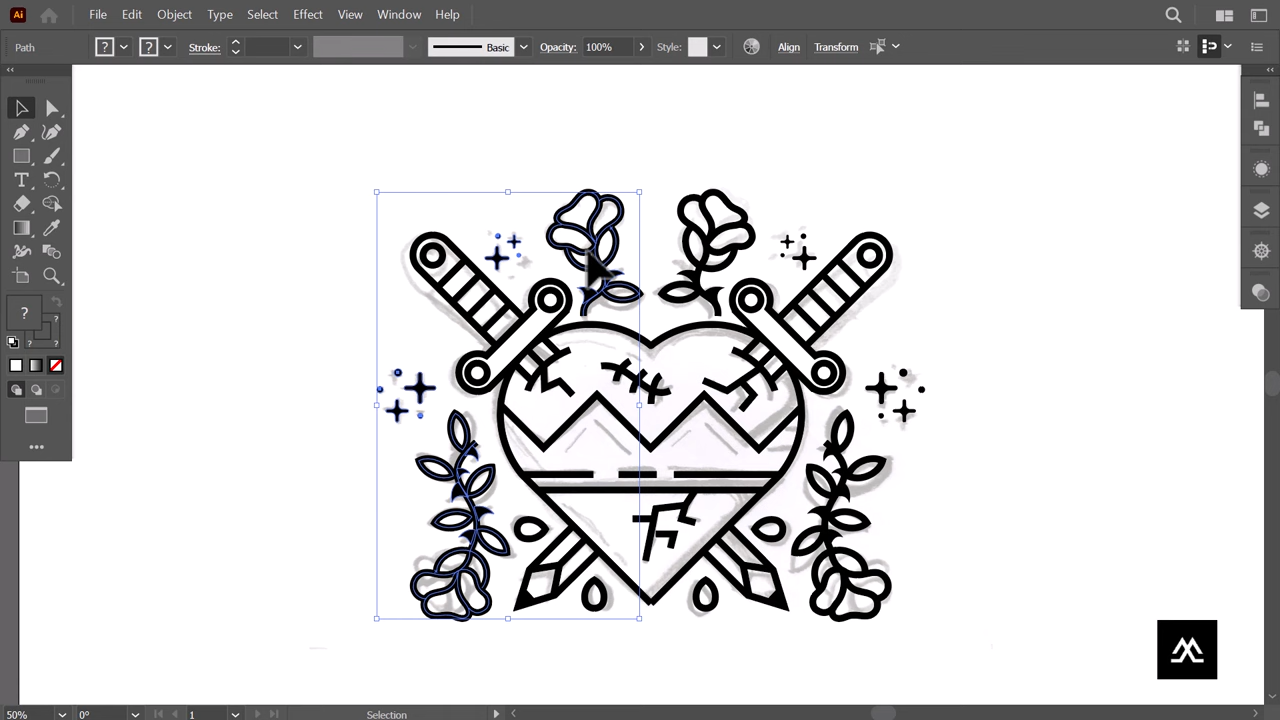 Ai File Edit Object Type Select Effect View Window Help
Path ? ? Stroke: Basic Opacity: 100% Style: Align Transform
T
?
?
? ?
50% 0° 1 Selection